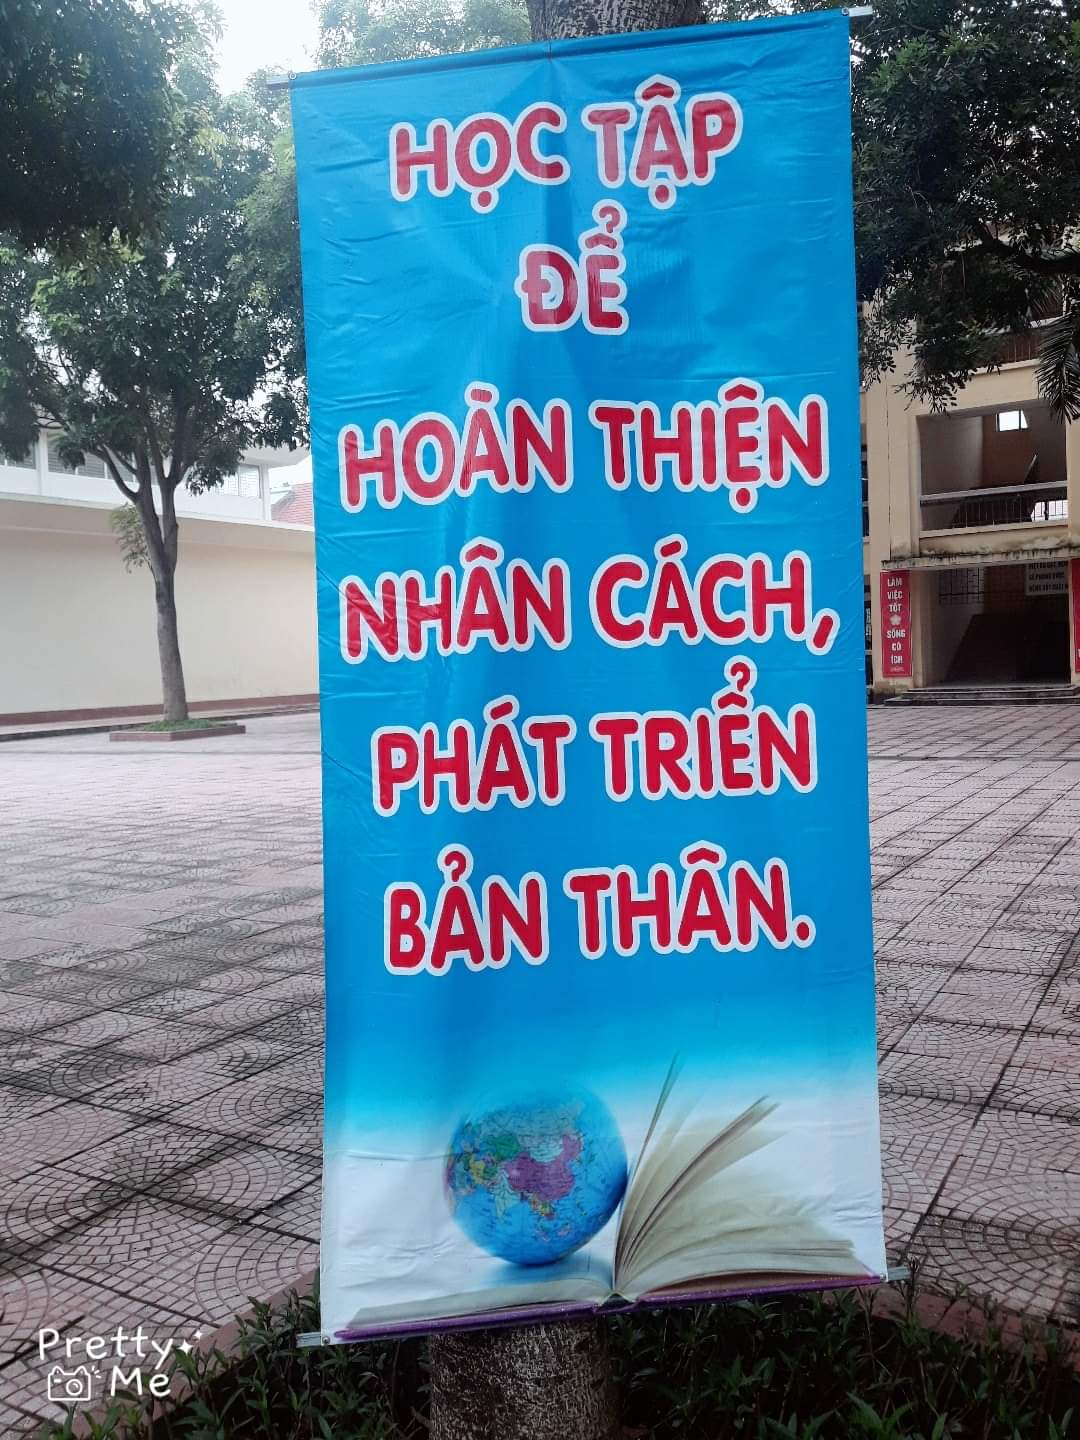 HỌC TẬP
ĐỂ
HOÀN THIỆN
NHÂN CÁCH,
PHÁT TRIỂN
BẢN THÂN.
LÀM
VIỆC
TỐT
SỐNG
CÓ
ÍCH
Pretty
Me